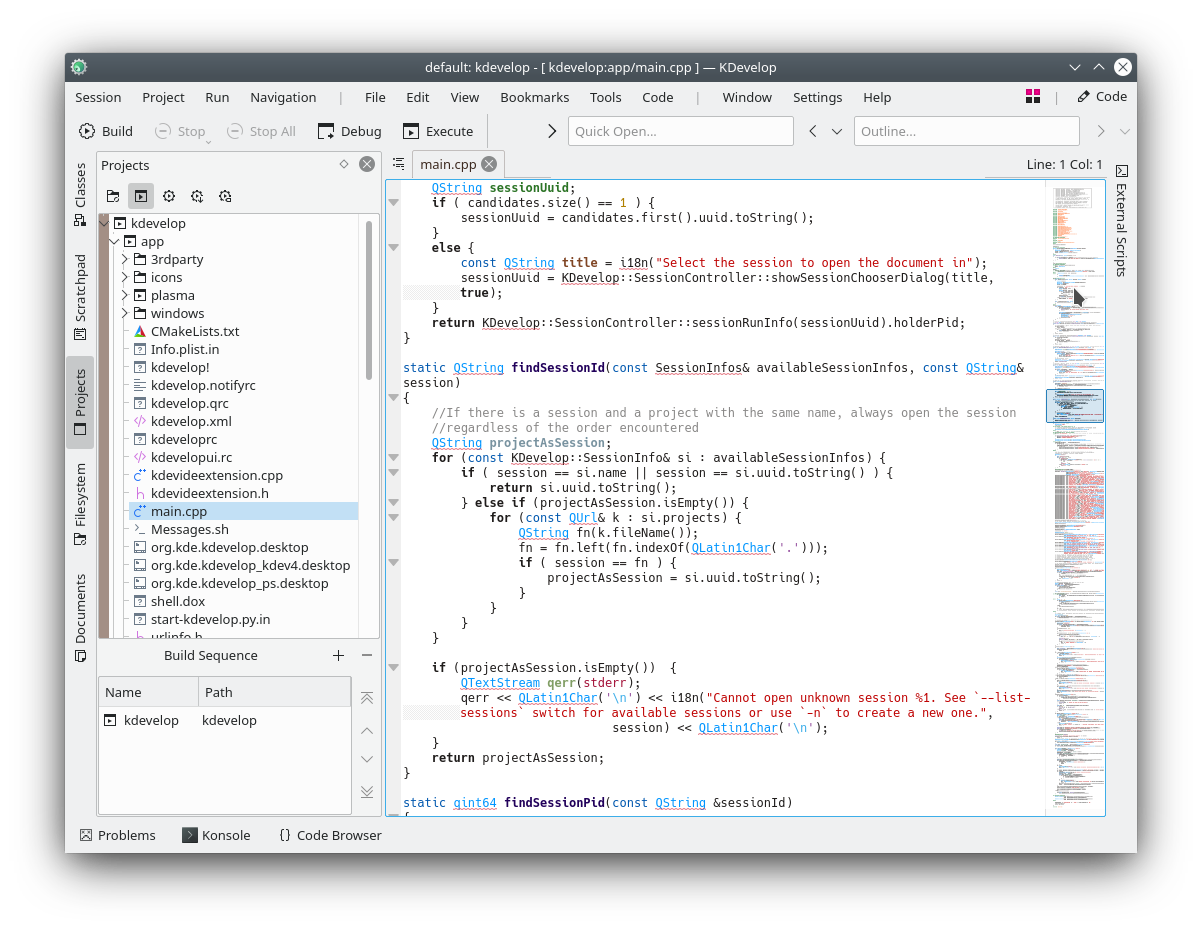 default: kdevelop - [ kdevelop:app/main.cpp ] — KDevelop
Session Project Run Navigation | File Edit View Bookmarks Tools Code | Window Settings Help | Code
Build Stop Stop All Debug Execute Quick Open... Outline...
Classes
Scratchpad
Projects
Filesystem
Documents
Projects
kdevelop
app
3rdparty
icons
plasma
windows
CMakeLists.txt
Info.plist.in
kdevelop!
kdevelop.notifyrc
kdevelop.qrc
kdevelop.xml
kdeveloprc
kdevelopui.rc
kdevideextension.cpp
kdevideextension.h
main.cpp
Messages.sh
org.kde.kdevelop.desktop
org.kde.kdevelop_kdev4.desktop
org.kde.kdevelop_ps.desktop
shell.dox
start-kdevelop.py.in
urlinfo.h
Build Sequence
Name Path
kdevelop kdevelop
main.cpp
Line: 1 Col: 1
QString sessionUuid;
if ( candidates.size() == 1 ) {
sessionUuid = candidates.first().uuid.toString();
}
else {
const QString title = i18n("Select the session to open the document in");
sessionUuid = KDevelop::SessionController::showSessionChooserDialog(title,
true);
}
return KDevelop::SessionController::sessionRunInfo(sessionUuid).holderPid;
}
static QString findSessionId(const SessionInfos& availableSessionInfos, const QString&
session)
{
//If there is a session and a project with the same name, always open the session
//regardless of the order encountered
QString projectAsSession;
for (const KDevelop::SessionInfo& si : availableSessionInfos) {
if ( session == si.name || session == si.uuid.toString() ) {
return si.uuid.toString();
} else if (projectAsSession.isEmpty()) {
for (const QUrl& k : si.projects) {
QString fn(k.fileName());
fn = fn.left(fn.indexOf(QLatin1Char('.')));
if ( session == fn ) {
projectAsSession = si.uuid.toString();
}
}
}
}
if (projectAsSession.isEmpty())  {
QTextStream qerr(stderr);
qerr << QLatin1Char('\n') << i18n("Cannot open unknown session %1. See `--list-
sessions` switch for available sessions or use `-n` to create a new one.",
session) << QLatin1Char('\n');
}
return projectAsSession;
}
static qint64 findSessionPid(const QString &sessionId)
{
External Scripts
Problems Konsole {} Code Browser